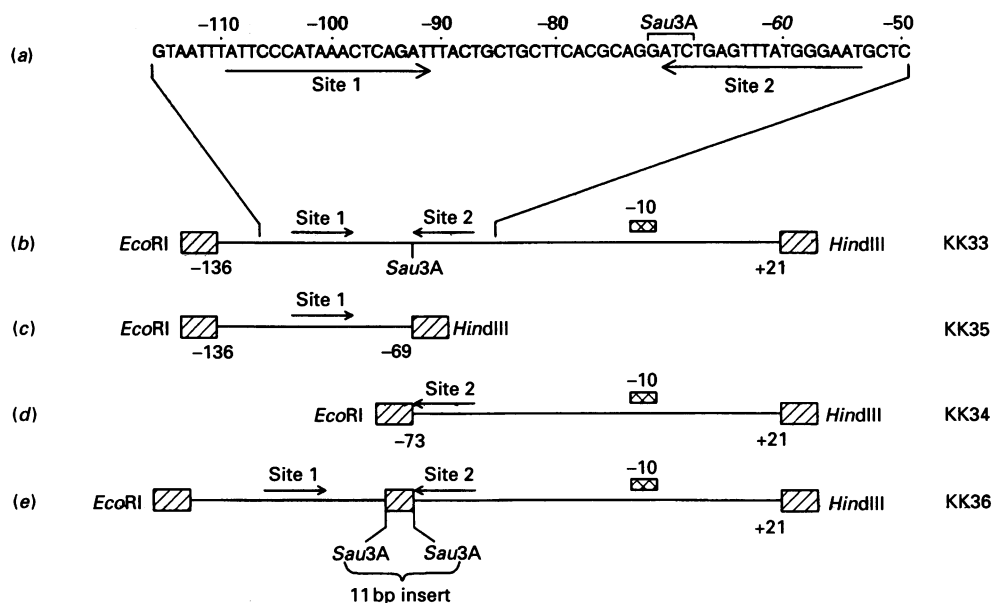 −110 −100 −90 −80 Sau3A −60 −50
(a) GTAATTTATTCCCATAAACTCAGATTTACTGCTGCTTCACGCAGGATCTGAGTTTATGGGAATGCTC
Site 1 Site 2
Site 1 Site 2 −10
(b) EcoRI HindIII KK33
−136 Sau3A +21
Site 1
(c) EcoRI HindIII KK35
−136 −69
Site 2 −10
(d) EcoRI HindIII KK34
−73 +21
Site 1 Site 2 −10
(e) EcoRI HindIII KK36
+21
Sau3A Sau3A
11 bp insert